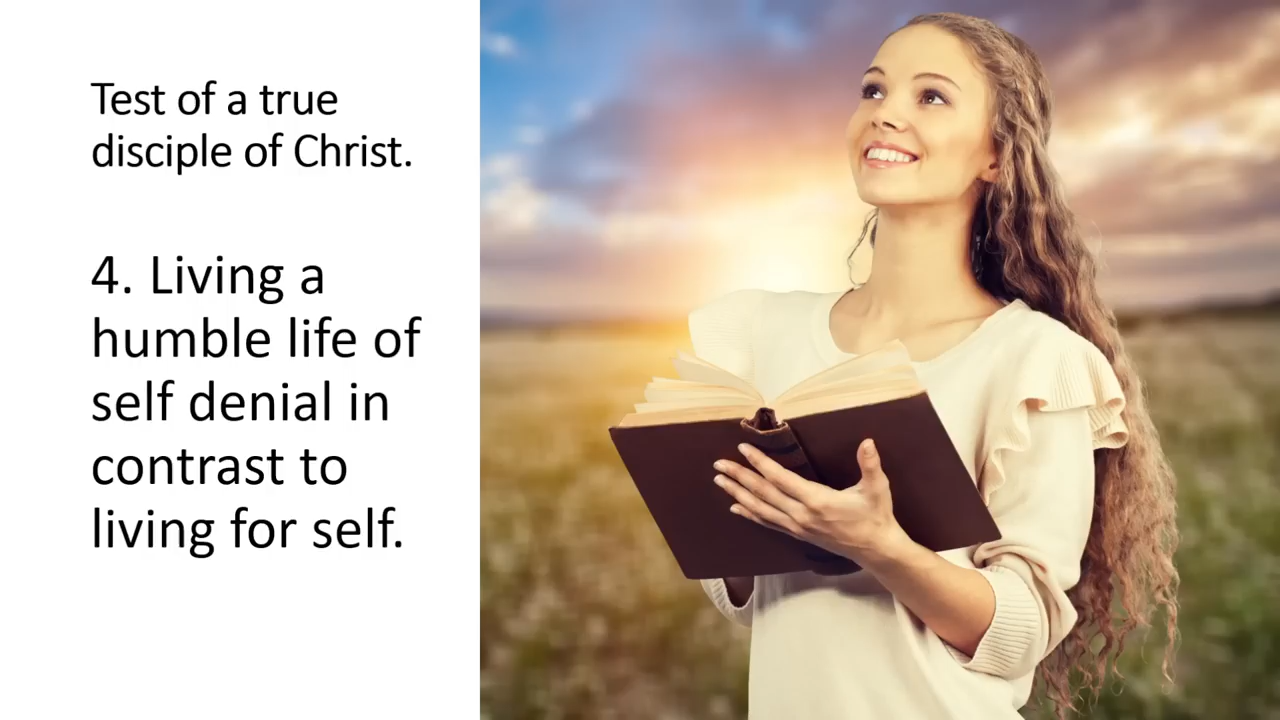 Test of a true
disciple of Christ.
4. Living a
humble life of
self denial in
contrast to
living for self.